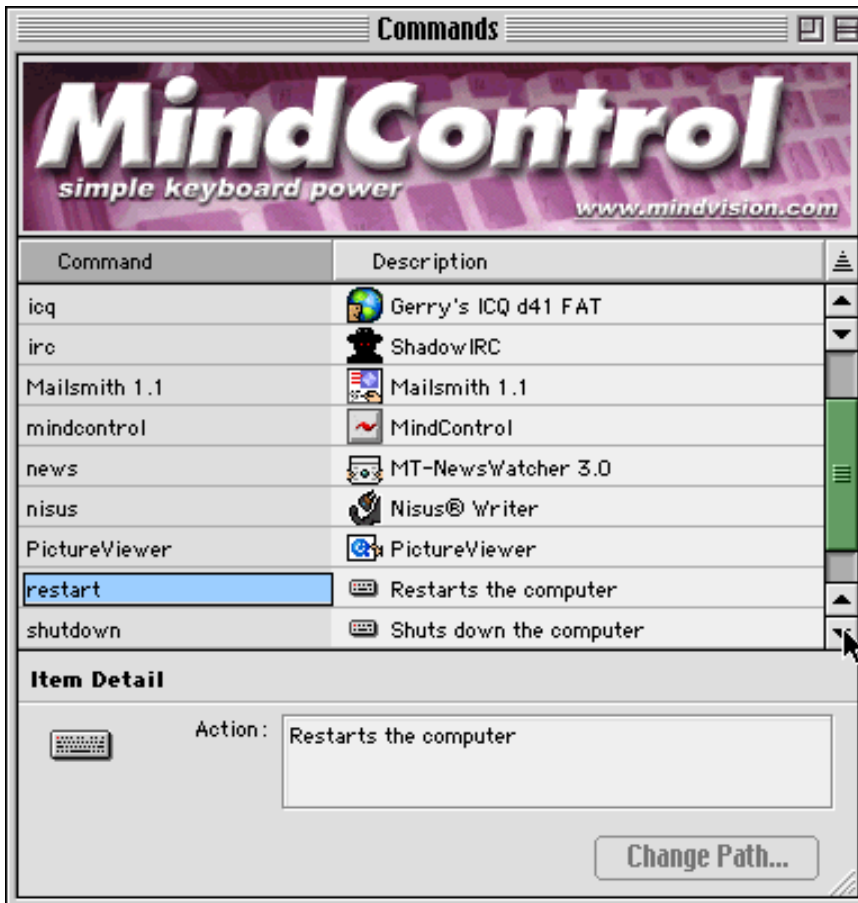 Commands
MindControl
simple keyboard power
www.mindvision.com
Command Description
icq Gerry's ICQ d41 FAT
irc ShadowIRC
Mailsmith 1.1 Mailsmith 1.1
mindcontrol MindControl
news MT-NewsWatcher 3.0
nisus Nisus® Writer
PictureViewer PictureViewer
restart Restarts the computer
shutdown Shuts down the computer
Item Detail
Action: Restarts the computer
Change Path...